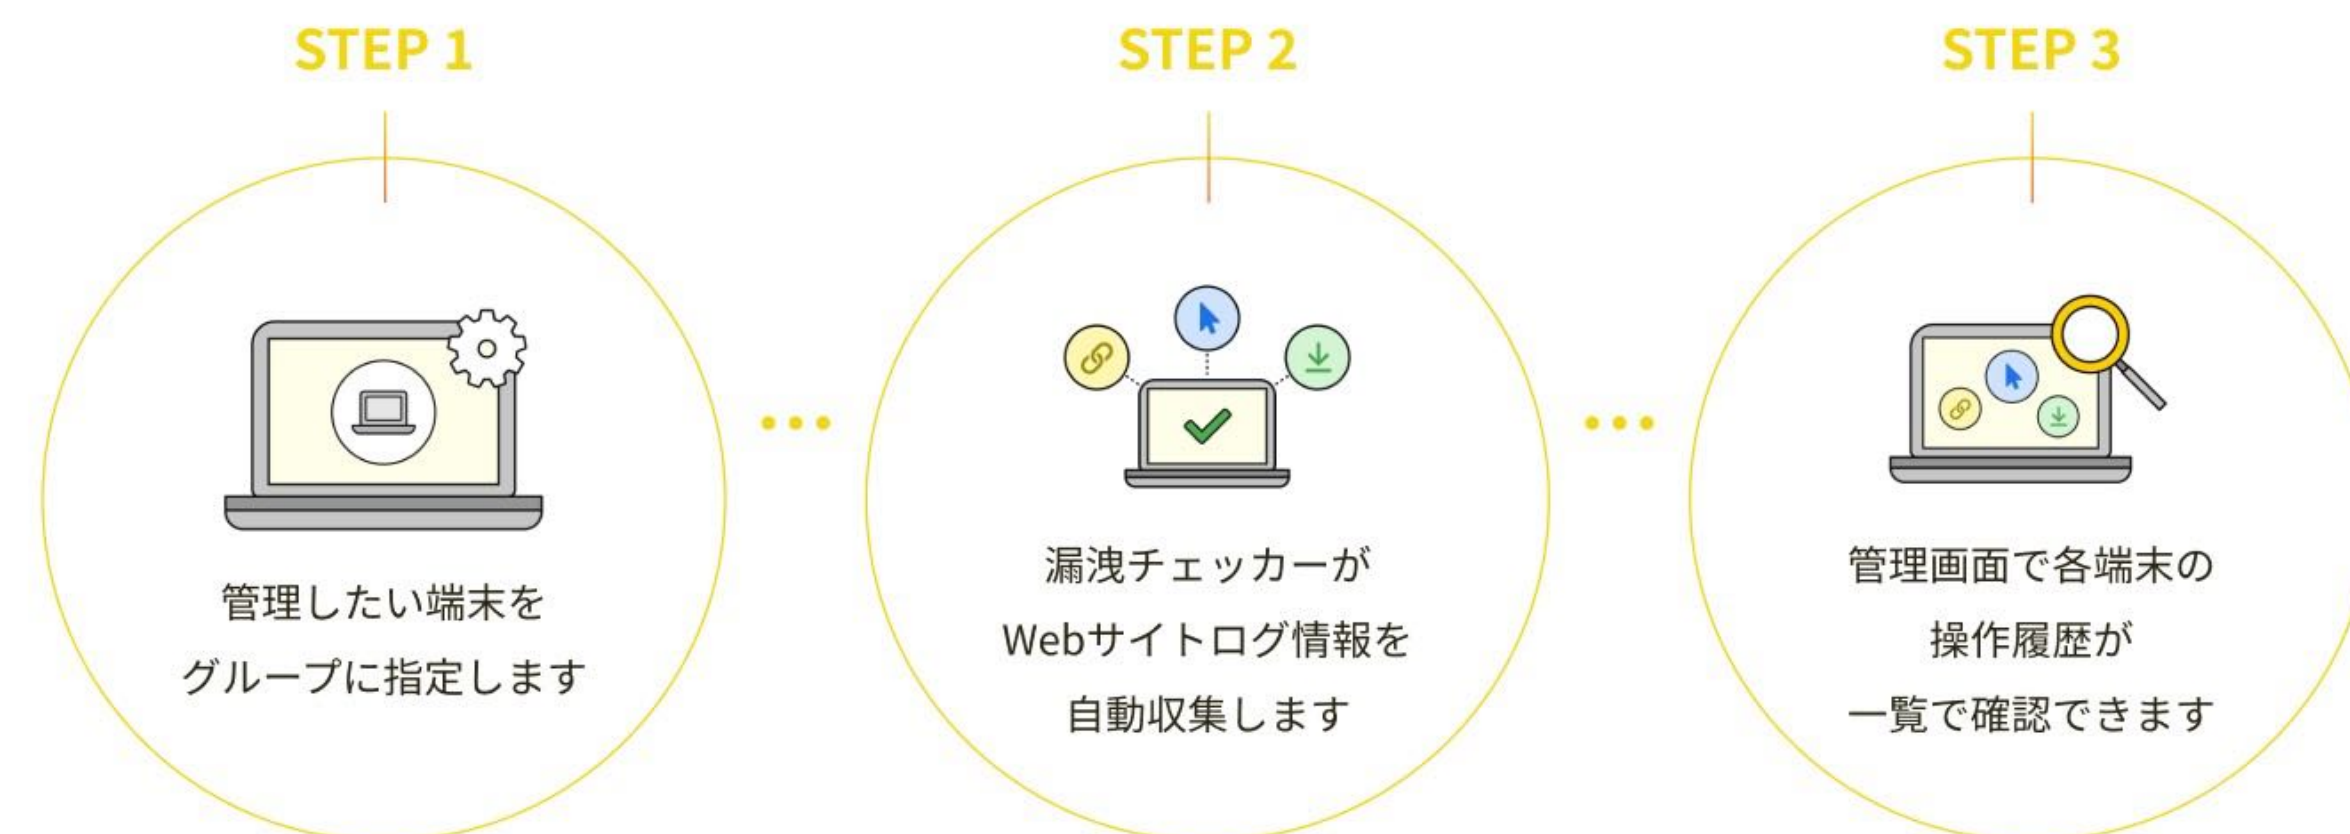 STEP 1
管理したい端末を
グループに指定します
STEP 2
漏洩チェッカーが
Webサイトログ情報を
自動収集します
STEP 3
管理画面で各端末の
操作履歴が
一覧で確認できます